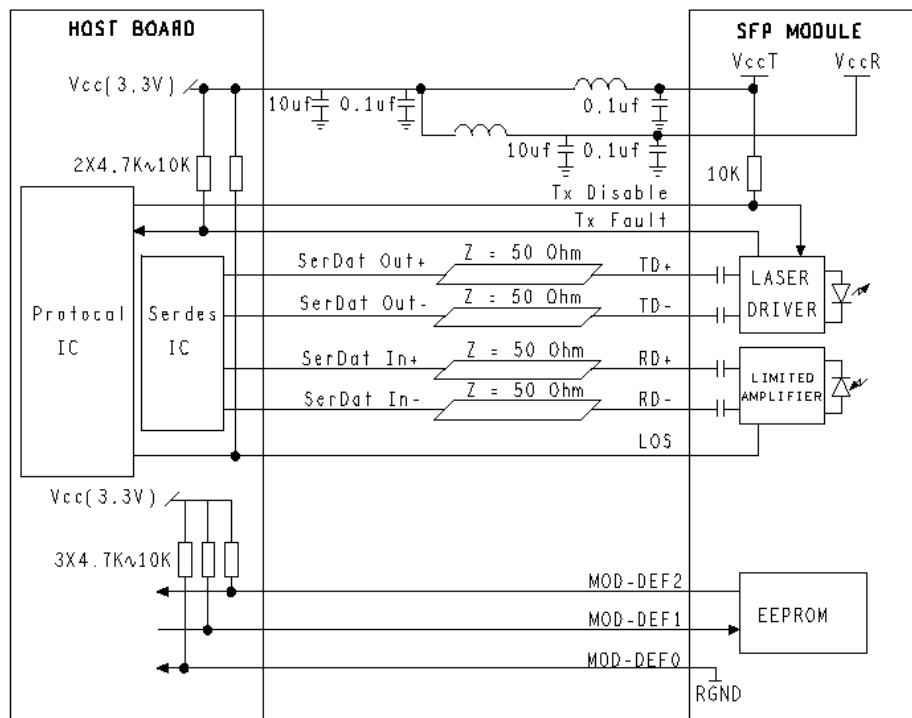 HOST BOARD
SFP MODULE
VccT
VccR
Vcc(3.3V)
10uf
0.1uf
0.1uf
10uf
0.1uf
2X4.7K~10K
10K
Tx Disable
Tx Fault
SerDat Out+
Z = 50 Ohm
TD+
SerDat Out-
Z = 50 Ohm
TD-
LASER
DRIVER
Protocal
IC
Serdes
IC
SerDat In+
Z = 50 Ohm
RD+
SerDat In-
Z = 50 Ohm
RD-
LIMITED
AMPLIFIER
LOS
Vcc(3.3V)
3X4.7K~10K
MOD-DEF2
MOD-DEF1
MOD-DEF0
EEPROM
RGND